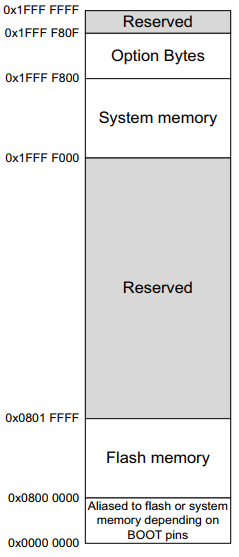 0x1FFF FFFF
Reserved
0x1FFF F80F
Option Bytes
0x1FFF F800
System memory
0x1FFF F000
Reserved
0x0801 FFFF
Flash memory
0x0800 0000
Aliased to flash or system
memory depending on
BOOT pins
0x0000 0000